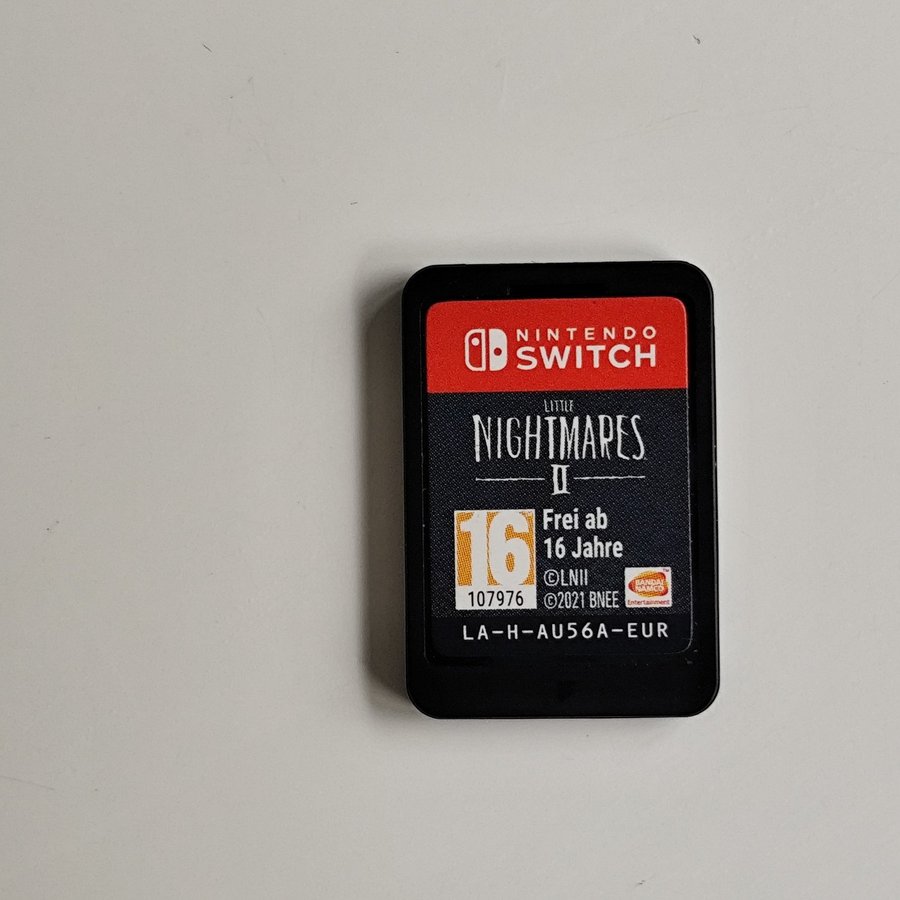 NINTENDO
SWITCH
LITTLE
NIGHTMARES
II
16
107976
Frei ab
16 Jahre
©LNII
©2021 BNEE
BANDAI
NAMCO
Entertainment
™
LA-H-AU56A-EUR